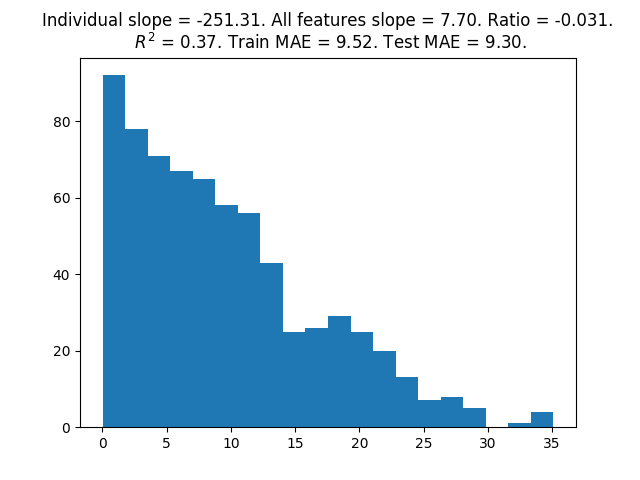 Individual slope = -251.31. All features slope = 7.70. Ratio = -0.031.
R² = 0.37. Train MAE = 9.52. Test MAE = 9.30.
80
60
40
20
0
0 5 10 15 20 25 30 35